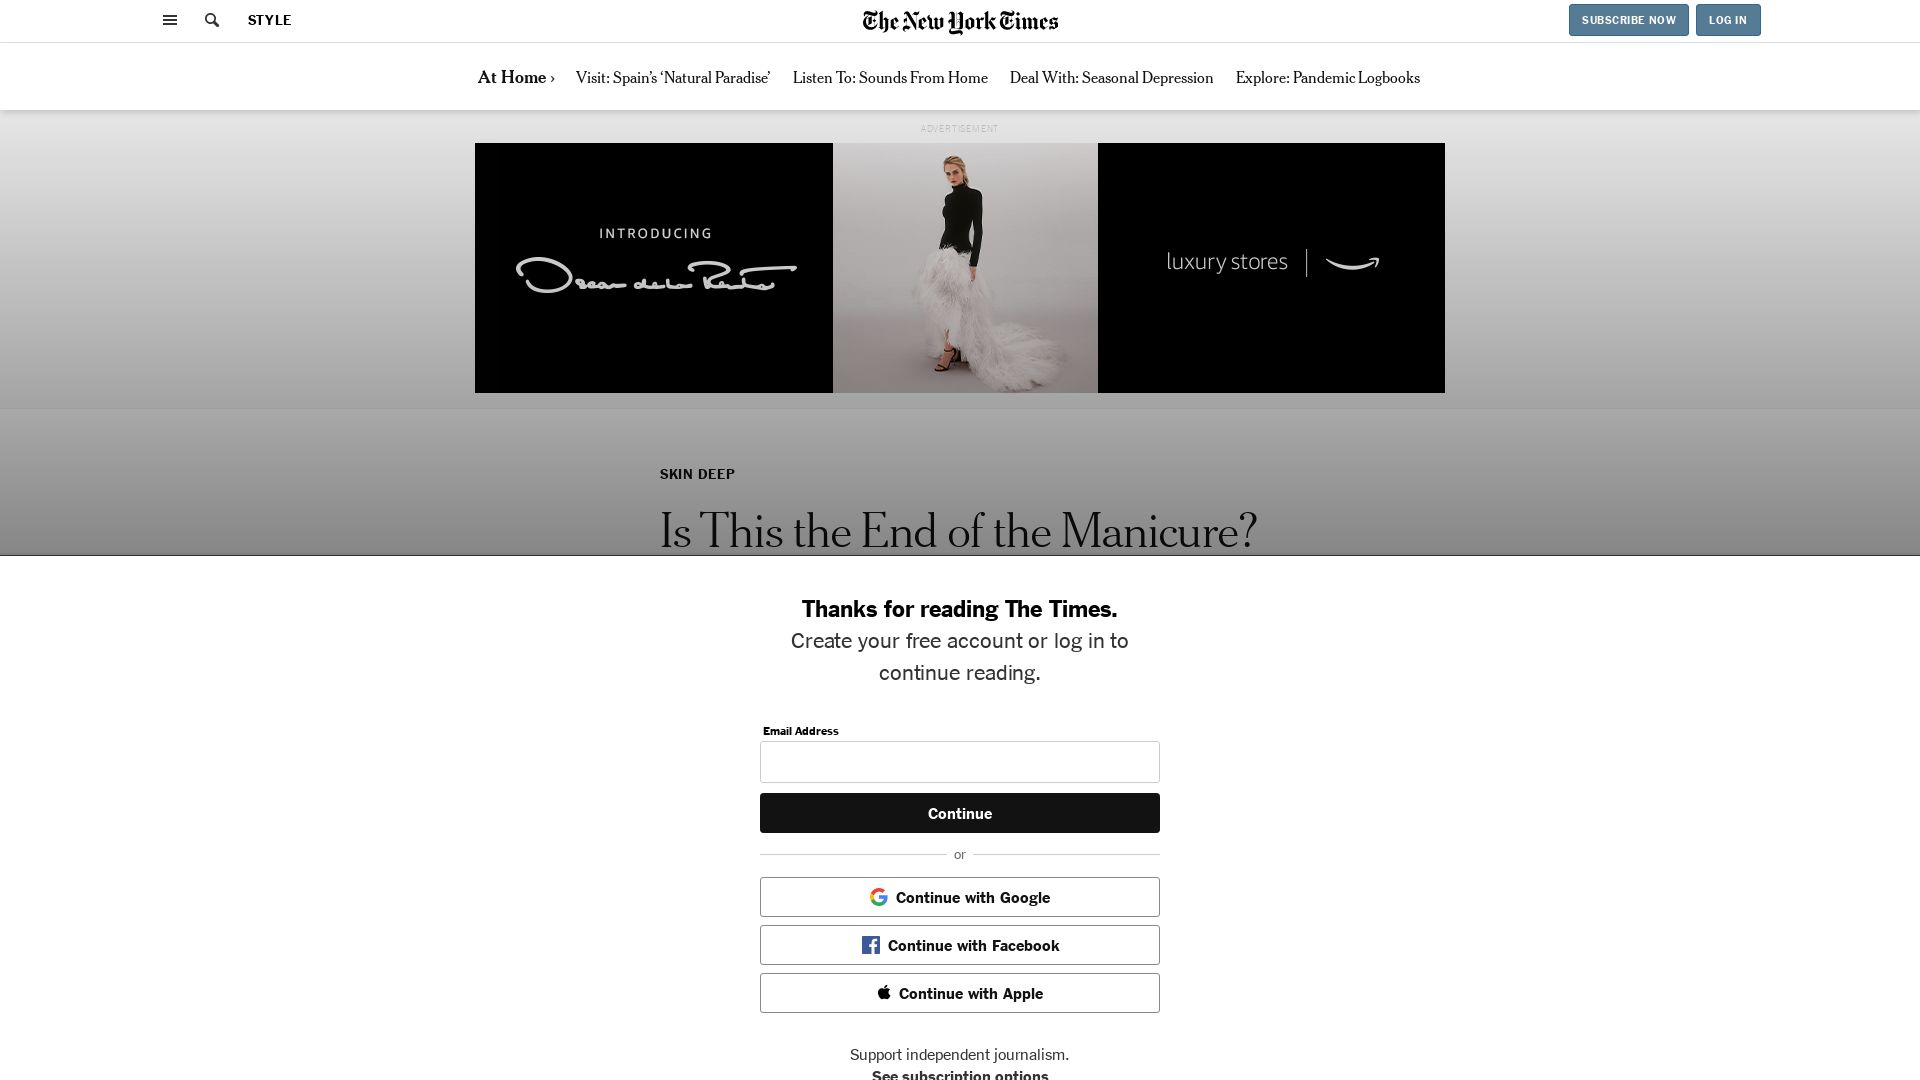 STYLE
The New York Times
SUBSCRIBE NOW
LOG IN
At Home ›
Visit: Spain’s ‘Natural Paradise’
Listen To: Sounds From Home
Deal With: Seasonal Depression
Explore: Pandemic Logbooks
ADVERTISEMENT
INTRODUCING
Oscar de la Renta
luxury stores
SKIN DEEP
Is This the End of the Manicure?
Thanks for reading The Times.
Create your free account or log in to
continue reading.
Email Address
Continue
or
Continue with Google
Continue with Facebook
Continue with Apple
Support independent journalism.
See subscription options